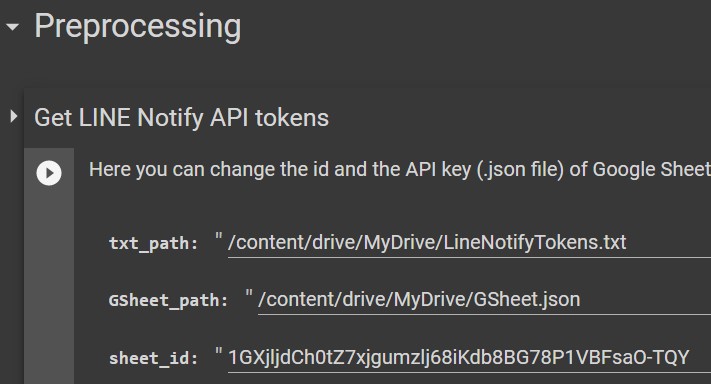 Preprocessing
Get LINE Notify API tokens
Here you can change the id and the API key (.json file) of Google Sheet
txt_path: "/content/drive/MyDrive/LineNotifyTokens.txt
GSheet_path: "/content/drive/MyDrive/GSheet.json
sheet_id: "1GXjljdCh0tZ7xjgumzlj68iKdb8BG78P1VBFsaO-TQY